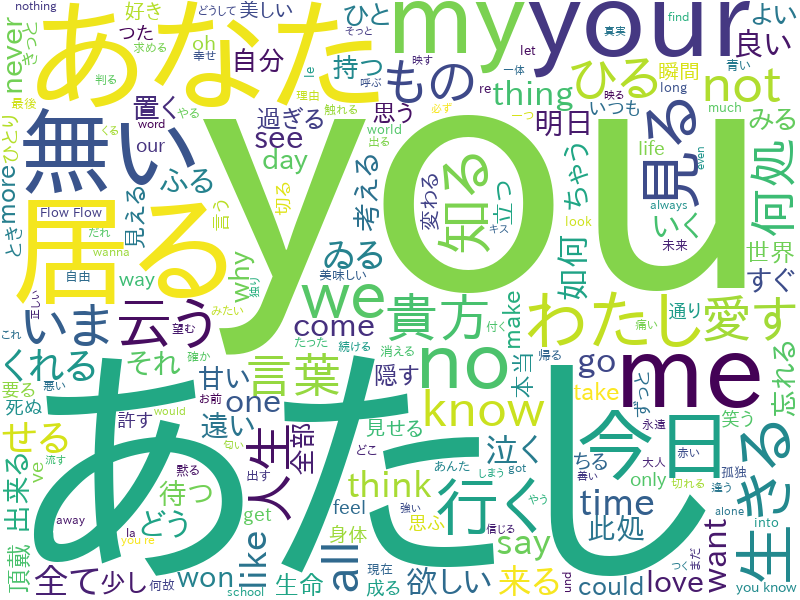 nothing
どうして
美しい
好き
ひと
my
your
よい
真実
find
never
きっと
あなた
つた
求める
oh
そっと
自分
持つ
もの
幸せ
le
let
映す
一体
青い
良い
ひる
瞬間
not
判る
理由
触れる
呼ぶ
re
映る
long
最後
置く
過ぎる
思う
thing
必ず
いつも
みる
無い
くる
やる
word
our
see
world
出る
一つ
明日
much
ひとり
more
ふる
day
you
知る
変わる
キス
立つ
ちゃう
life
見る
even
何処
always
いく
Flow Flow
見える
言う
切る
考える
look
とき
だれ
wanna
居る
why
ゐる
如何
未来
世界
自由
way
みたい
独り
美味しい
すぐ
正しい
望む
we
貴方
付く
make
わたし
愛す
通り
痛い
いま
云う
come
これ
くれる
それ
確か
たった
続ける
消える
no
本当
帰る
go
me
要る
悪い
甘い
言葉
隠す
take
ずっと
忘れる
死ぬ
would
お前
あたし
know
今日
笑う
せる
ve
許す
one
遠い
見せる
永遠
生きる
出来る
流す
匂い
人生
全部
どこ
あんた
泣く
ちる
大人
赤い
only
孤独
待つ
黙る
出す
think
しまう
got
善い
切れる
逢う
away
どう
feel
強い
行く
やう
time
alone
into
you re
la
get
身体
思ふ
信じる
say
此処
want
まだ
頂戴
全て
少し
何故
won
like
生命
all
現在
成る
欲しい
来る
und
could
love
つく
you know
school